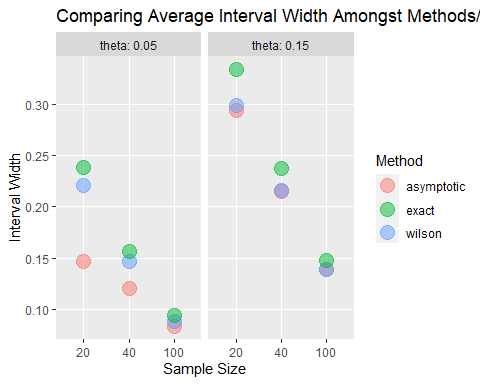 Comparing Average Interval Width Amongst Methods/
theta: 0.05
theta: 0.15
Interval Width
0.30
0.25
0.20
0.15
0.10
20 40 100
20 40 100
Sample Size
Method
asymptotic
exact
wilson